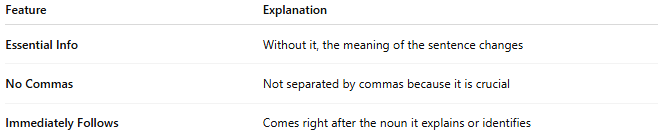 Feature Explanation
Essential Info Without it, the meaning of the sentence changes
No Commas Not separated by commas because it is crucial
Immediately Follows Comes right after the noun it explains or identifies